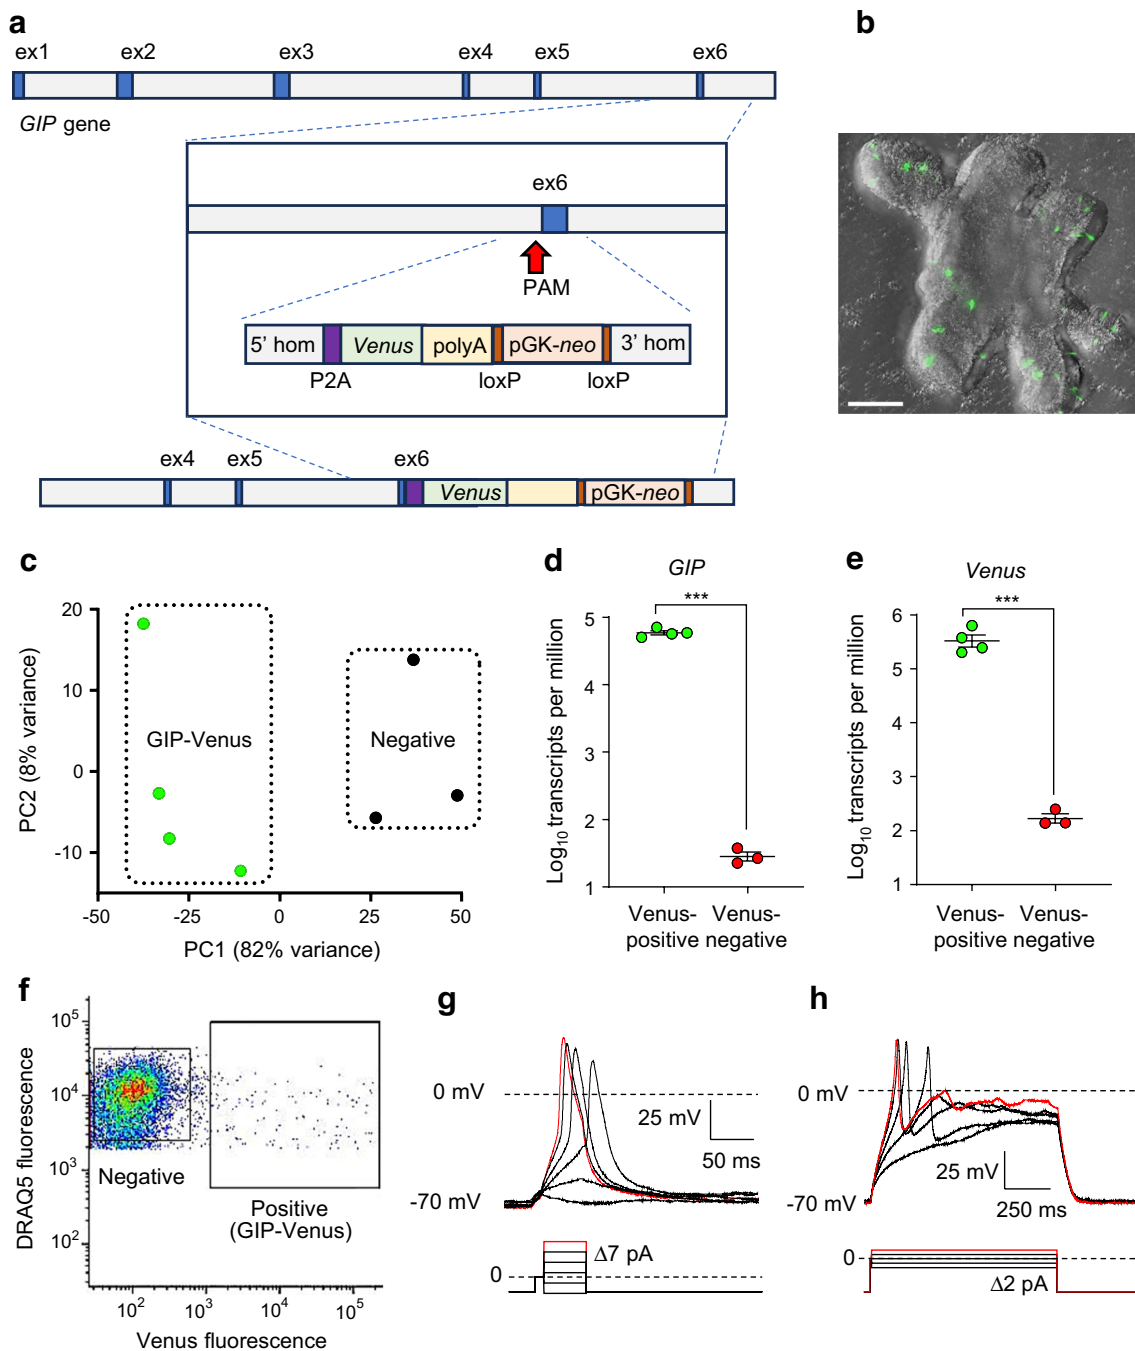 a
ex1 ex2 ex3 ex4 ex5 ex6
GIP gene
ex6
PAM
5' hom Venus polyA pGK-neo 3' hom
P2A loxP loxP
ex4 ex5 ex6
Venus pGK-neo
b
c
20
10
0
-10
-50 -25 0 25 50
PC2 (8% variance)
PC1 (82% variance)
GIP-Venus Negative
d
GIP
***
5
4
3
2
1
Log10 transcripts per million
Venus- Venus-
positive negative
e
Venus
***
6
5
4
3
2
1
Log10 transcripts per million
Venus- Venus-
positive negative
f
10^5
10^4
10^3
10^2
DRAQ5 fluorescence
Negative
Positive
(GIP-Venus)
10^2 10^3 10^4 10^5
Venus fluorescence
g
0 mV
25 mV
50 ms
-70 mV
Δ7 pA
0
h
0 mV
25 mV
250 ms
-70 mV
0
Δ2 pA